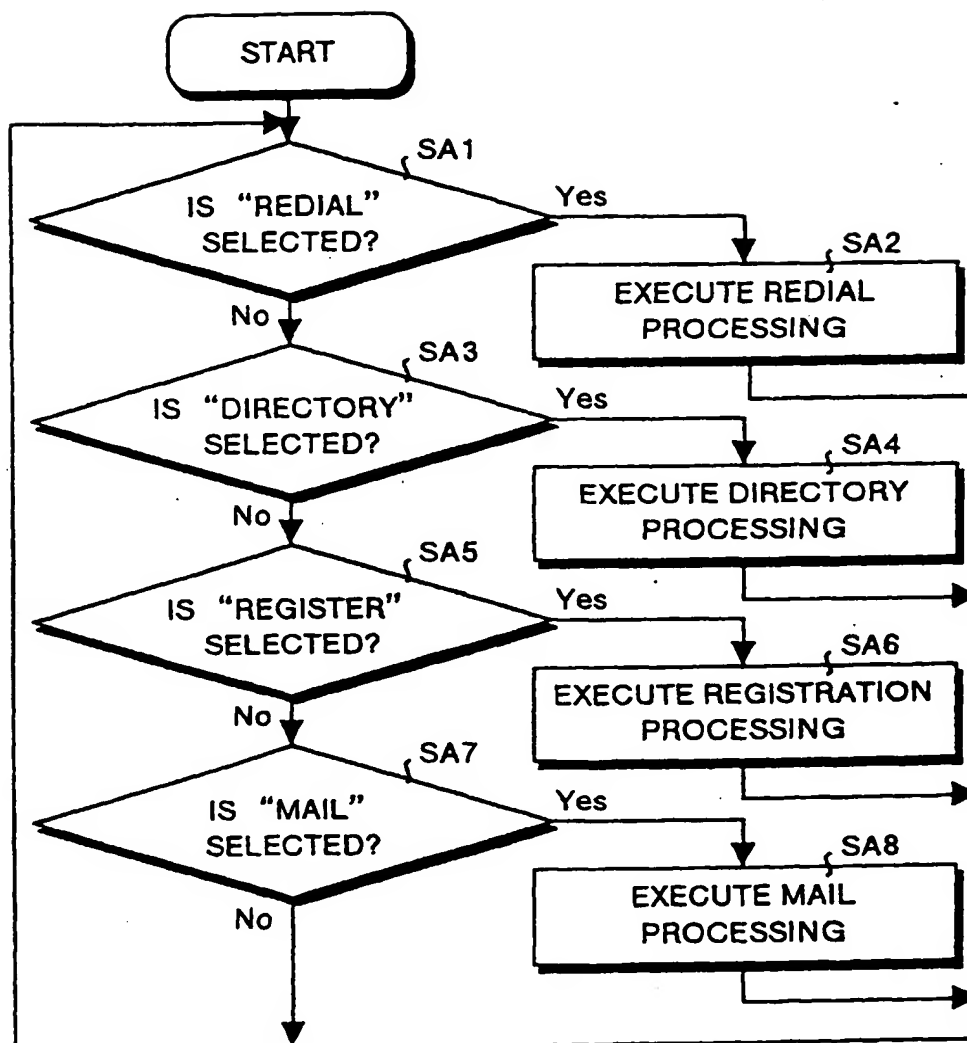 START
SA1
IS “REDIAL”
SELECTED?
Yes
No
SA2
EXECUTE REDIAL
PROCESSING
SA3
IS “DIRECTORY”
SELECTED?
Yes
No
SA4
EXECUTE DIRECTORY
PROCESSING
SA5
IS “REGISTER”
SELECTED?
Yes
No
SA6
EXECUTE REGISTRATION
PROCESSING
SA7
IS “MAIL”
SELECTED?
Yes
No
SA8
EXECUTE MAIL
PROCESSING